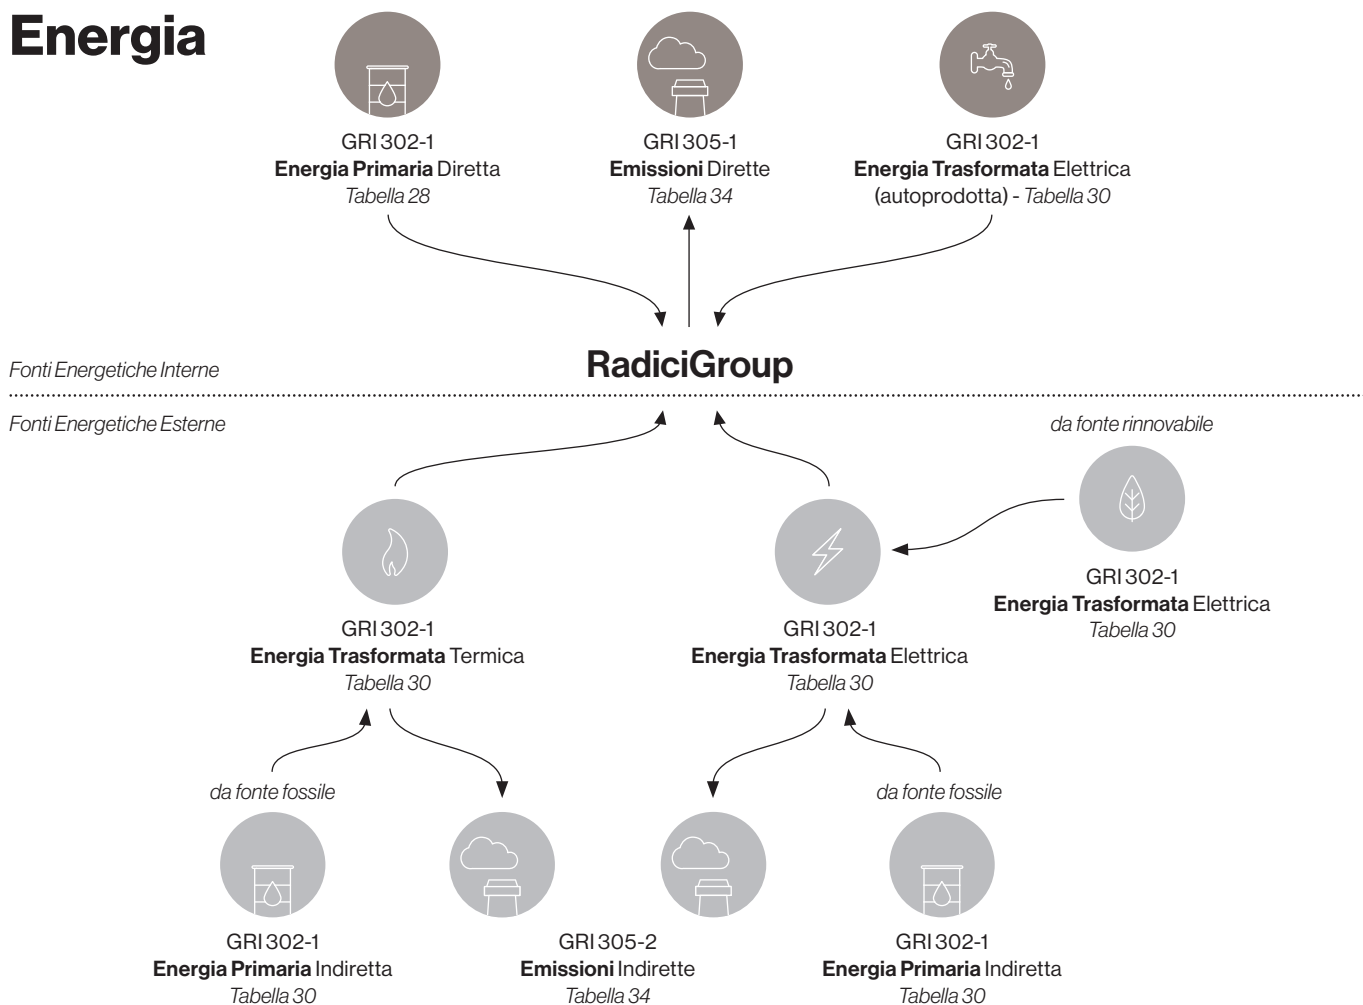 Energia
GRI 302-1
Energia Primaria Diretta
Tabella 28
GRI 305-1
Emissioni Dirette
Tabella 34
GRI 302-1
Energia Trasformata Elettrica
(autoprodotta) - Tabella 30
RadiciGroup
Fonti Energetiche Interne
Fonti Energetiche Esterne
da fonte rinnovabile
GRI 302-1
Energia Trasformata Elettrica
Tabella 30
GRI 302-1
Energia Trasformata Termica
Tabella 30
GRI 302-1
Energia Trasformata Elettrica
Tabella 30
da fonte fossile
da fonte fossile
GRI 302-1
Energia Primaria Indiretta
Tabella 30
GRI 305-2
Emissioni Indirette
Tabella 34
GRI 302-1
Energia Primaria Indiretta
Tabella 30